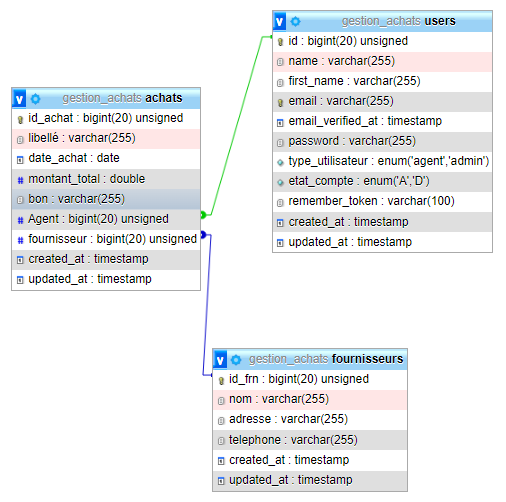 gestion_achats users
id : bigint(20) unsigned
name : varchar(255)
first_name : varchar(255)
email : varchar(255)
email_verified_at : timestamp
password : varchar(255)
type_utilisateur : enum('agent','admin')
etat_compte : enum('A','D')
remember_token : varchar(100)
created_at : timestamp
updated_at : timestamp
gestion_achats achats
id_achat : bigint(20) unsigned
libellé : varchar(255)
date_achat : date
montant_total : double
bon : varchar(255)
Agent : bigint(20) unsigned
fournisseur : bigint(20) unsigned
created_at : timestamp
updated_at : timestamp
gestion_achats fournisseurs
id_frn : bigint(20) unsigned
nom : varchar(255)
adresse : varchar(255)
telephone : varchar(255)
created_at : timestamp
updated_at : timestamp